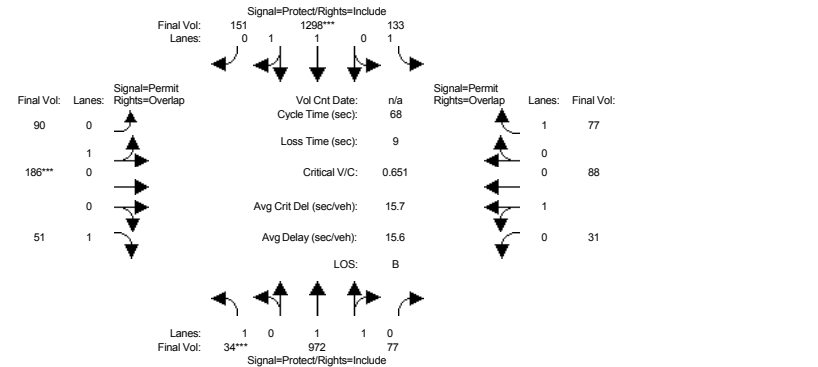 Signal=Protect/Rights=Include
Final Vol: 151 1298*** 133
Lanes: 0 1 1 0 1
Signal=Permit
Final Vol: Lanes: Rights=Overlap
Vol Cnt Date: n/a
Signal=Permit
Rights=Overlap Lanes: Final Vol:
Cycle Time (sec): 68
90 0
1 77
Loss Time (sec): 9
1
0
186*** 0
Critical V/C: 0.651
0 88
0
Avg Crit Del (sec/veh): 15.7
1
51 1
Avg Delay (sec/veh): 15.6
0 31
LOS: B
Lanes: 1 0 1 1 0
Final Vol: 34*** 972 77
Signal=Protect/Rights=Include